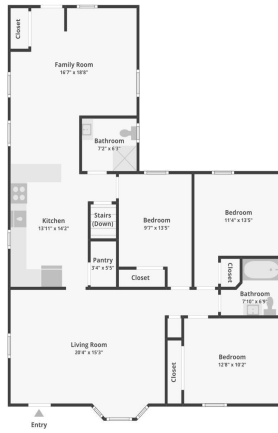 Closet
Family Room
16'7" x 18'8"
Bathroom
7'2" x 6'3"
Kitchen
13'11" x 14'2"
Stairs
(Down)
Bedroom
9'7" x 13'5"
Bedroom
11'4" x 13'5"
Pantry
3'4" x 5'5"
Closet
Closet
Bathroom
7'10" x 6'9"
Living Room
20'4" x 15'3"
Closet
Bedroom
12'8" x 10'2"
Entry